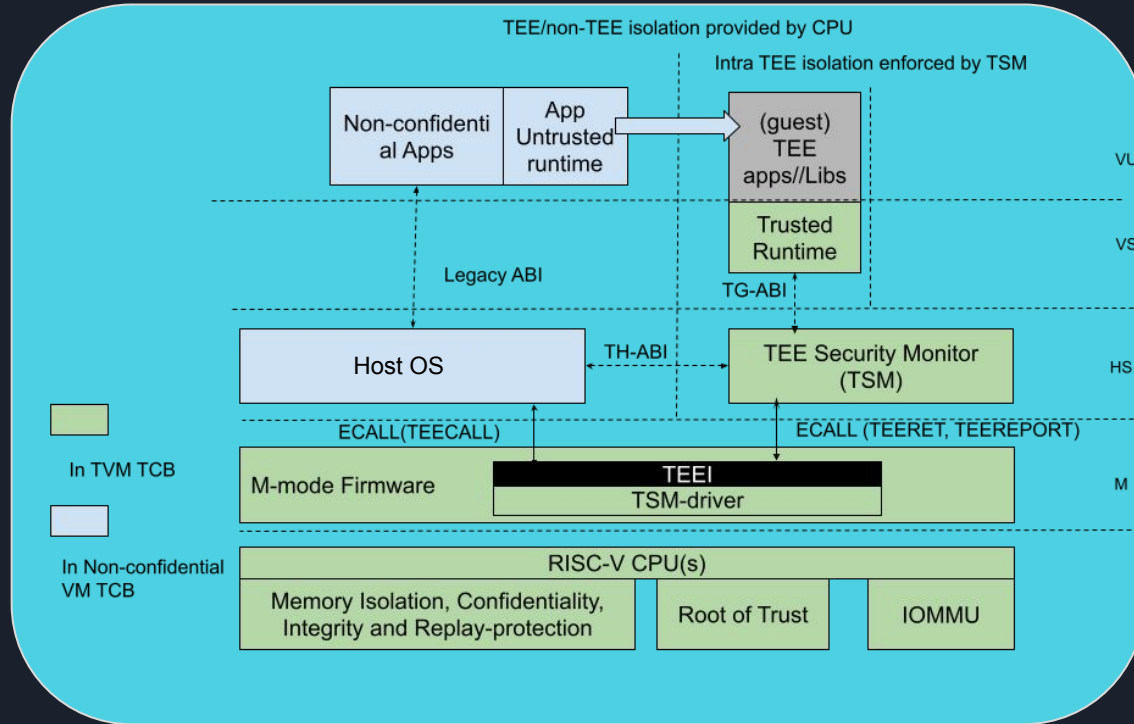 TEE/non-TEE isolation provided by CPU
Intra TEE isolation enforced by TSM
Non-confidenti
al Apps
App
Untrusted
runtime
(guest)
TEE
apps//Libs
VU
Trusted
Runtime
VS
Legacy ABI
TG-ABI
Host OS
TH-ABI
TEE Security Monitor
(TSM)
HS
In TVM TCB
ECALL(TEECALL)
ECALL (TEERET, TEEREPORT)
M-mode Firmware
TEEI
TSM-driver
M
In Non-confidential
VM TCB
RISC-V CPU(s)
Memory Isolation, Confidentiality,
Integrity and Replay-protection
Root of Trust
IOMMU